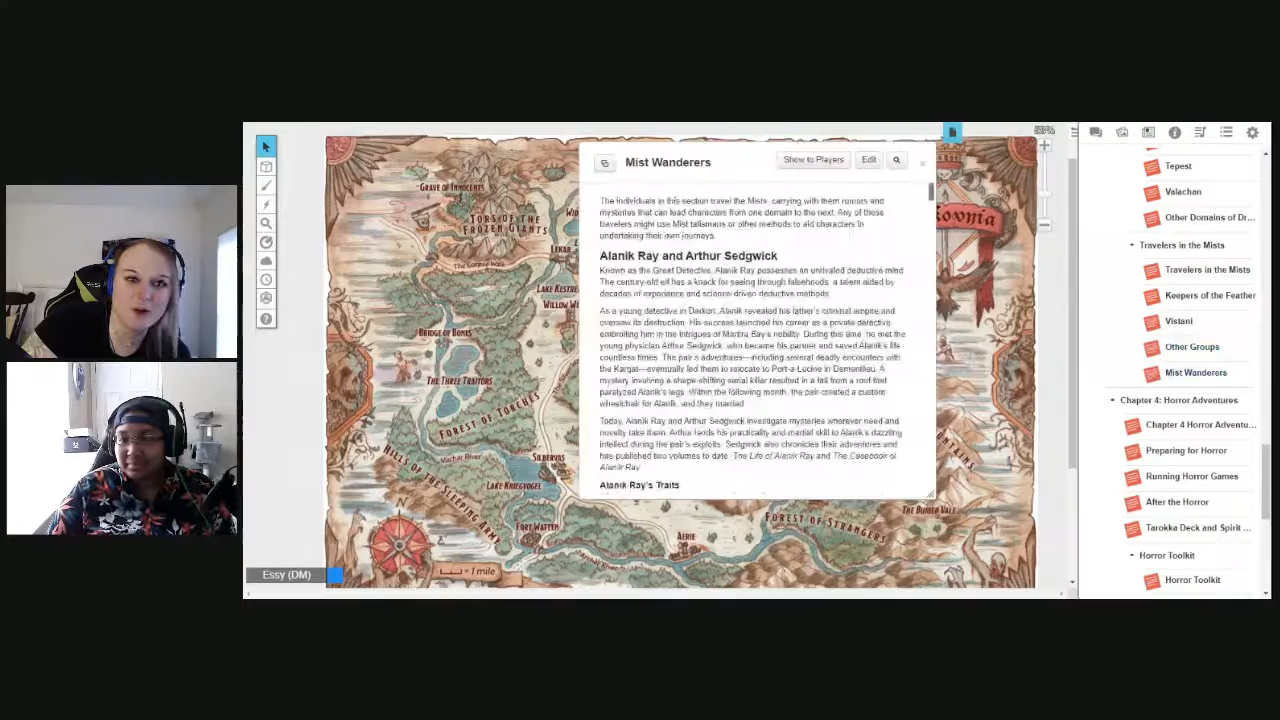 GRAVE OF INNOCENTS
TORS OF THE
FROZEN GIANTS
The Corpse Walk
LAKE KESTRE
WILLOW W
BRIDGE OF BONES
THE THREE TRAITORS
FOREST OF TORCHES
Vachar River
HILLS OF THE SLEEPING ARMY
SILBERVAS
LAKE KRIEGVOGEL
FORT WATTEN
AERIE
FOREST OF STRANGERS
THE BURIED VALE
= 1 mile
Essy (DM)
Mist Wanderers
Show to Players
Edit
The individuals in this section travel the Mists, carrying with them rumors and
mysteries that can lead characters from one domain to the next. Any of these
travelers might use Mist talismans or other methods to aid characters in
undertaking their own journeys.
Alanik Ray and Arthur Sedgwick
Known as the Great Detective, Alanik Ray possesses an unrivaled deductive mind.
The century-old elf has a knack for seeing through falsehoods, a talent aided by
decades of experience and science-driven deductive methods.
As a young detective in Darkon, Alanik revealed his father's criminal empire and
oversaw its destruction. His success launched his career as a private detective
embroiling him in the intrigues of Martira Bay's nobility. During this time, he met the
young physician Arthur Sedgwick, who became his partner and saved Alanik's life
countless times. The pair's adventures—including several deadly encounters with
the Kargat—eventually led them to relocate to Port-a-Lucine in Dementlieu. A
mystery involving a shape-shifting serial killer resulted in a fall from a roof that
paralyzed Alanik's legs. Within the following month, the pair created a custom
wheelchair for Alanik, and they married.
Today, Alanik Ray and Arthur Sedgwick investigate mysteries wherever need and
novelty take them. Arthur lends his practicality and martial skill to Alanik's dazzling
intellect during the pair's exploits. Sedgwick also chronicles their adventures and
has published two volumes to date: The Life of Alanik Ray and The Casebook of
Alanik Ray.
Alanik Ray's Traits
Tepest
Valachan
Other Domains of Dr...
Travelers in the Mists
Travelers in the Mists
Keepers of the Feather
Vistani
Other Groups
Mist Wanderers
Chapter 4: Horror Adventures
Chapter 4 Horror Adventu...
Preparing for Horror
Running Horror Games
After the Horror
Tarokka Deck and Spirit ...
Horror Toolkit
Horror Toolkit